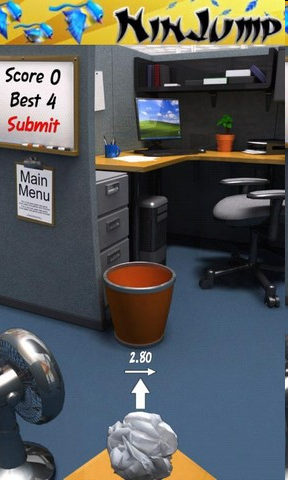 NINJUMP
Score 0
Best 4
Submit
Main
Menu
2.80